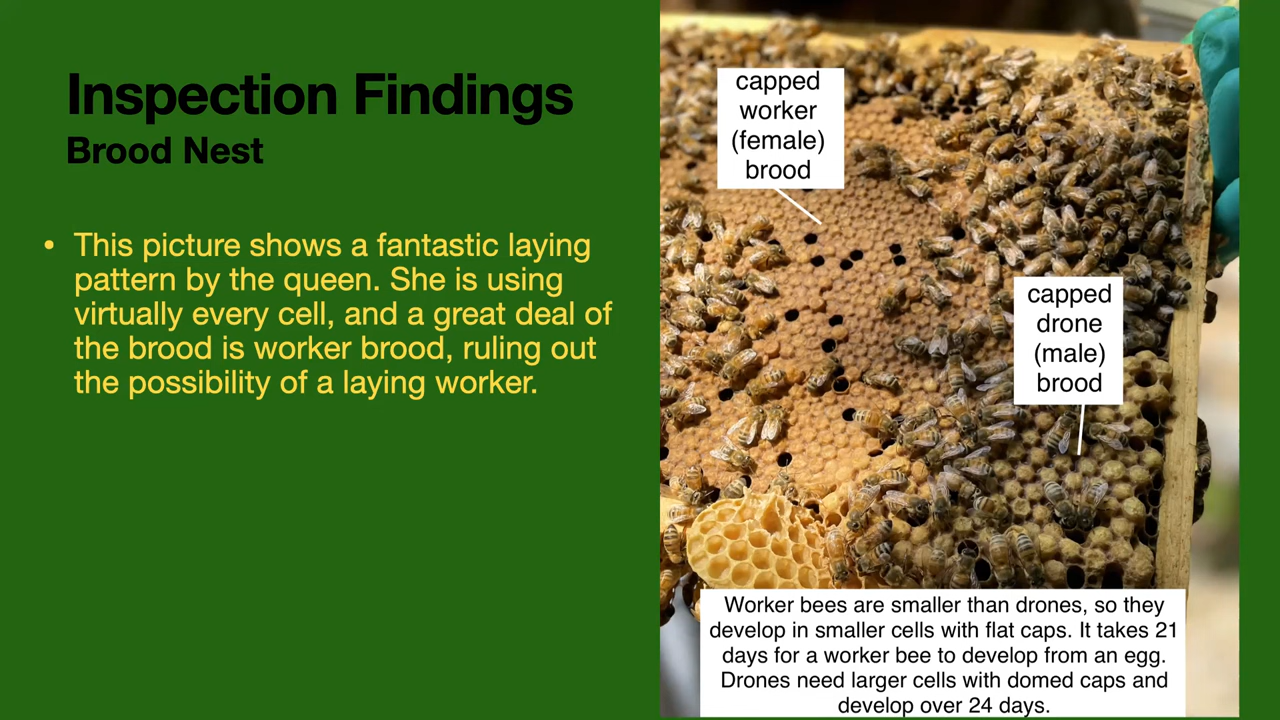 Inspection Findings
Brood Nest
• This picture shows a fantastic laying
pattern by the queen. She is using
virtually every cell, and a great deal of
the brood is worker brood, ruling out
the possibility of a laying worker.
capped
worker
(female)
brood
capped
drone
(male)
brood
Worker bees are smaller than drones, so they
develop in smaller cells with flat caps. It takes 21
days for a worker bee to develop from an egg.
Drones need larger cells with domed caps and
develop over 24 days.